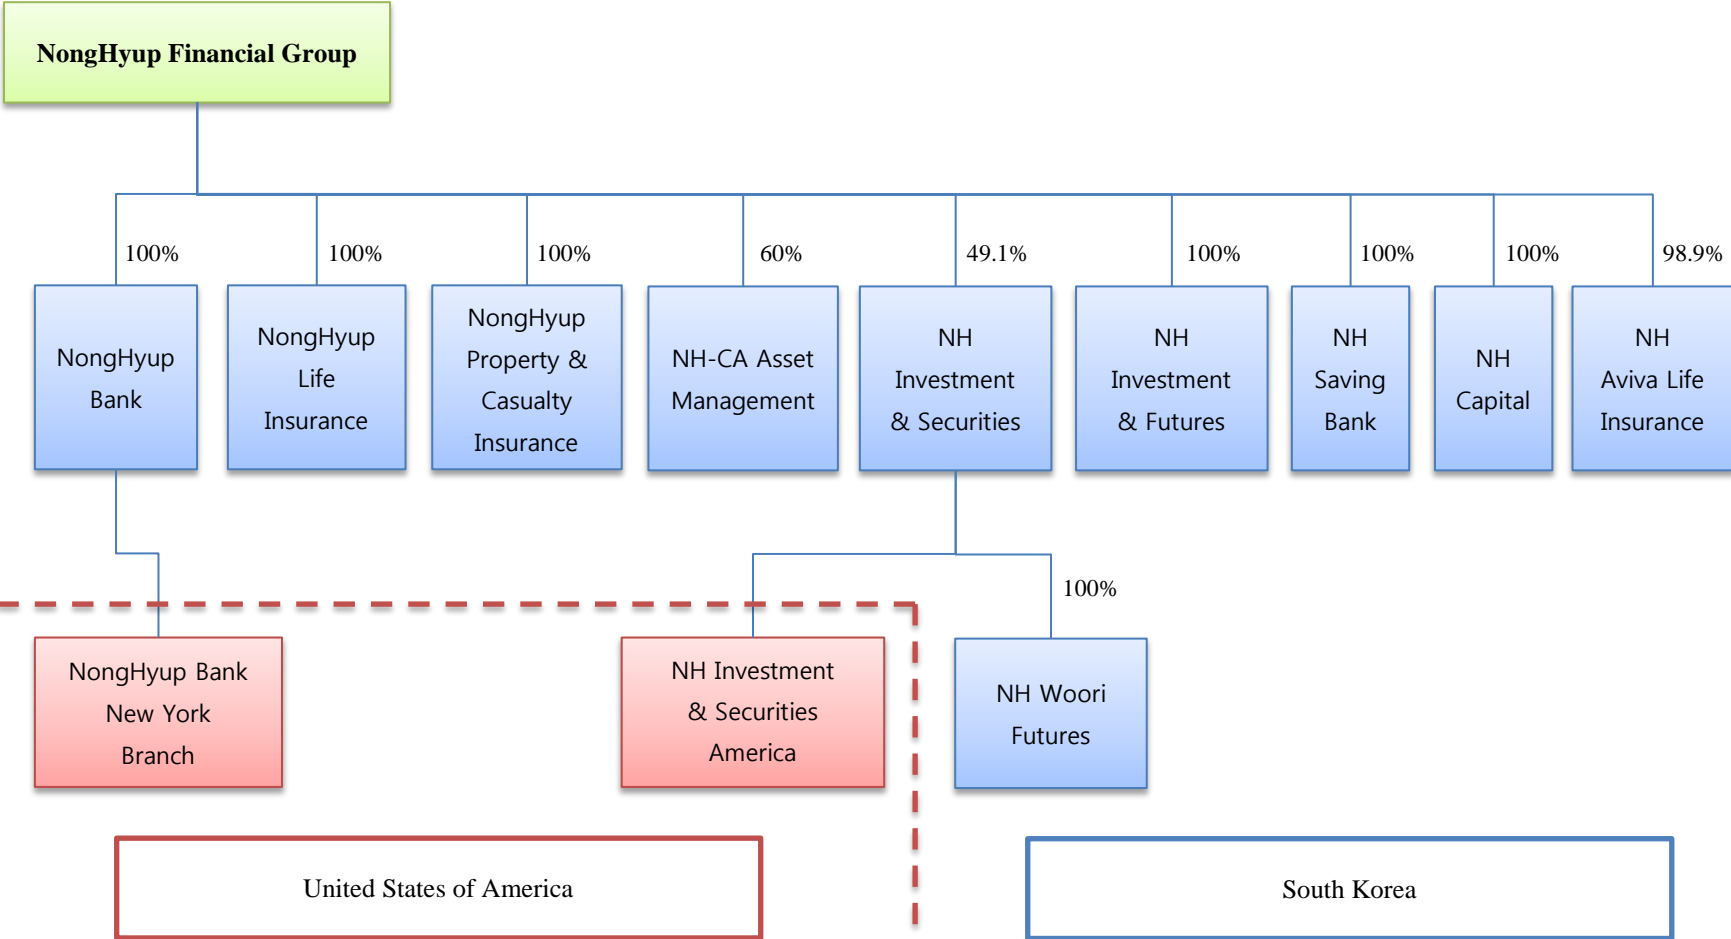 NongHyup Financial Group
100%
100%
100%
60%
49.1%
100%
100%
100%
98.9%
NongHyup
Bank
NongHyup
Life
Insurance
NongHyup
Property &
Casualty
Insurance
NH-CA Asset
Management
NH
Investment
& Securities
NH
Investment
& Futures
NH
Saving
Bank
NH
Capital
NH
Aviva Life
Insurance
100%
NongHyup Bank
New York
Branch
NH Investment
& Securities
America
NH Woori
Futures
United States of America
South Korea